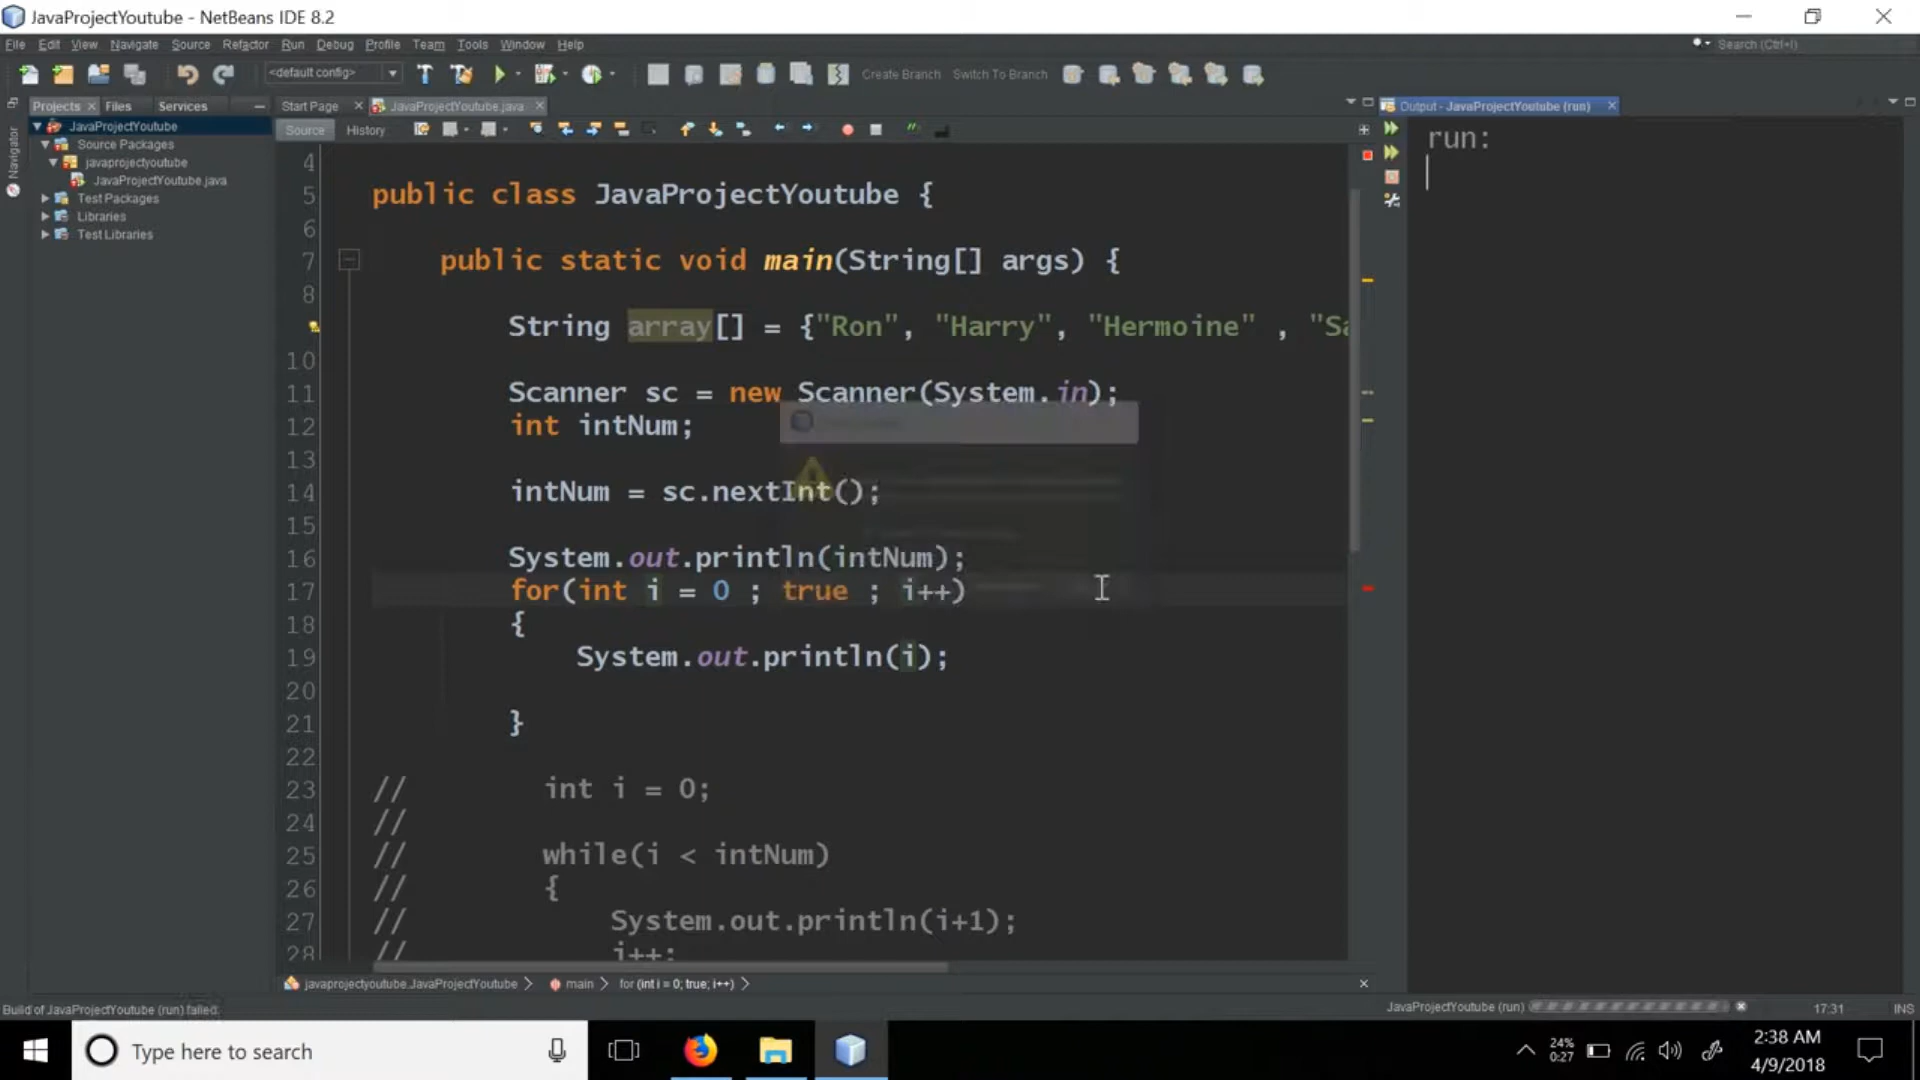 JavaProjectYoutube - NetBeans IDE 8.2
File Edit View Navigate Source Refactor Run Debug Profile Team Tools Window Help
Search (Ctrl+I)
<default config>
Create Branch Switch To Branch
Projects Files Services
Start Page JavaProjectYoutube.java
Output - JavaProjectYoutube (run)
Navigator
JavaProjectYoutube
Source Packages
javaprojectyoutube
JavaProjectYoutube.java
Test Packages
Libraries
Test Libraries
Source History
4
5 public class JavaProjectYoutube {
6
7 public static void main(String[] args) {
8
String array[] = {"Ron", "Harry", "Hermoine" , "Sa
10
11 Scanner sc = new Scanner(System.in);
12 int intNum;
13
14 intNum = sc.nextInt();
15
16 System.out.println(intNum);
17 for(int i = 0 ; true ; i++)
18 {
19 System.out.println(i);
20
21 }
22
23 // int i = 0;
24 //
25 // while(i < intNum)
26 // {
27 // System.out.println(i+1);
28 // i++;
run:
javaprojectyoutube.JavaProjectYoutube main for (int i = 0; true; i++)
Build of JavaProjectYoutube (run) failed.
JavaProjectYoutube (run)
17:31 INS
Type here to search
24%
0:27
2:38 AM
4/9/2018